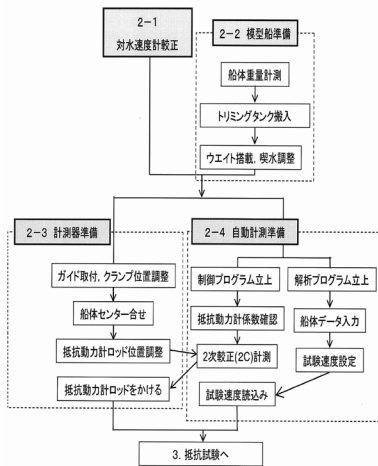 2-1
対水速度計較正
2-2 模型船準備
船体重量計測
トリミングタンク搬入
ウエイト搭載, 喫水調整
2-3 計測器準備
ガイド取付, クランプ位置調整
船体センター合せ
抵抗動力計ロッド位置調整
抵抗動力計ロッドをかける
2-4 自動計測準備
制御プログラム立上
解析プログラム立上
抵抗動力計係数確認
船体データ入力
2次較正(2C)計測
試験速度設定
試験速度読込み
3. 抵抗試験へ